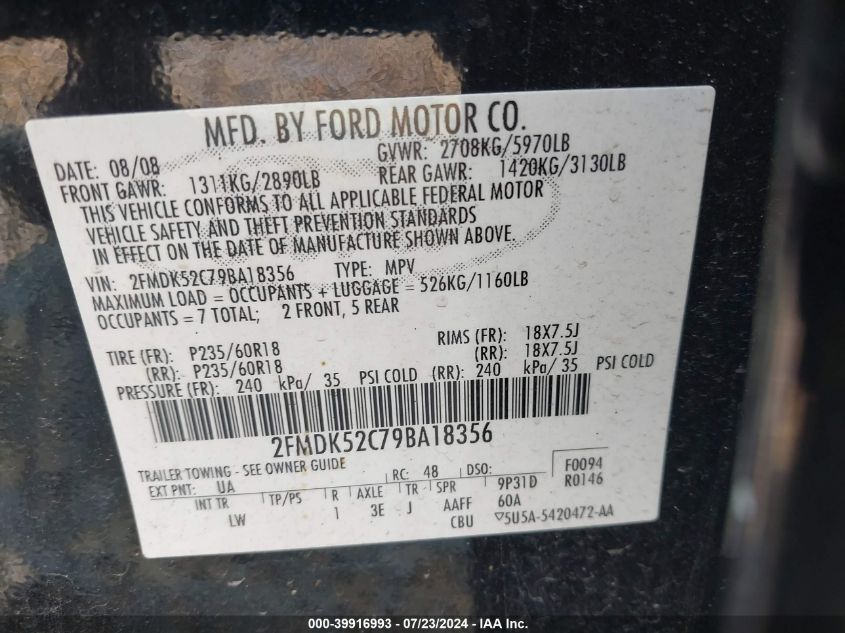 MFD. BY FORD MOTOR CO.
DATE: 08/08 GVWR: 2708KG/5970LB
FRONT GAWR: 1311KG/2890LB REAR GAWR: 1420KG/3130LB
THIS VEHICLE CONFORMS TO ALL APPLICABLE FEDERAL MOTOR
VEHICLE SAFETY AND THEFT PREVENTION STANDARDS
IN EFFECT ON THE DATE OF MANUFACTURE SHOWN ABOVE.
VIN: 2FMDK52C79BA18356 TYPE: MPV
MAXIMUM LOAD = OCCUPANTS + LUGGAGE = 526KG/1160LB
OCCUPANTS = 7 TOTAL; 2 FRONT, 5 REAR
TIRE (FR): P235/60R18 RIMS (FR): 18X7.5J
(RR): P235/60R18 (RR): 18X7.5J
PRESSURE (FR): 240 kPa/ 35 PSI COLD (RR): 240 kPa/ 35 PSI COLD
2FMDK52C79BA18356
TRAILER TOWING - SEE OWNER GUIDE
EXT PNT: UA RC: 48 DSO: F0094
INT TR TP/PS R AXLE TR SPR 9P31D R0146
LW 1 3E J AAFF 60A
CBU ▽5U5A-5420472-AA
000-39916993 - 07/23/2024 - IAA Inc.